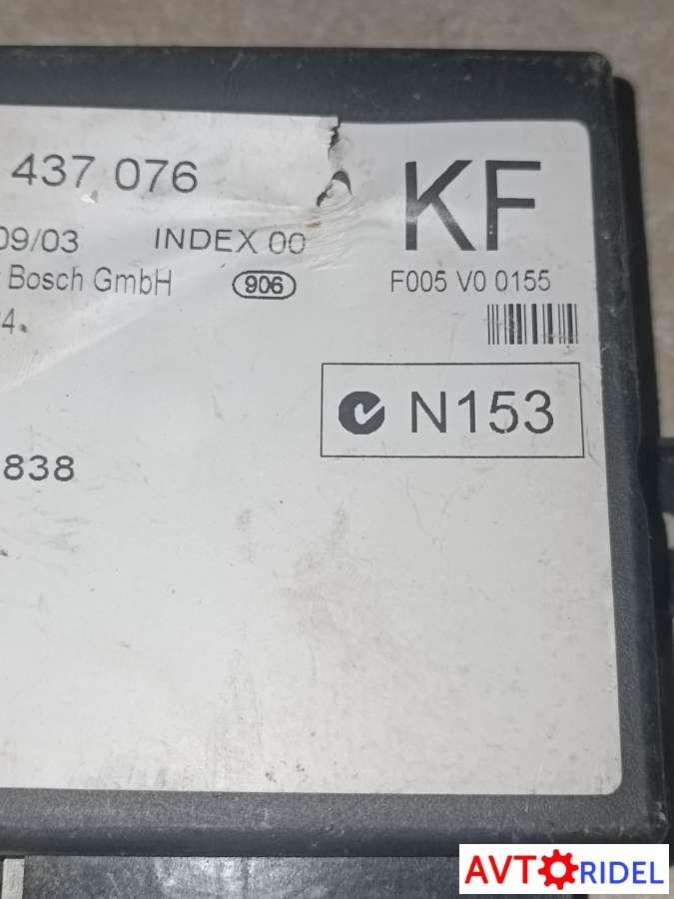 437 076
KF
09/03 INDEX 00
Bosch GmbH 906
F005 V0 0155
4.
N153
838
AVTORIDEL